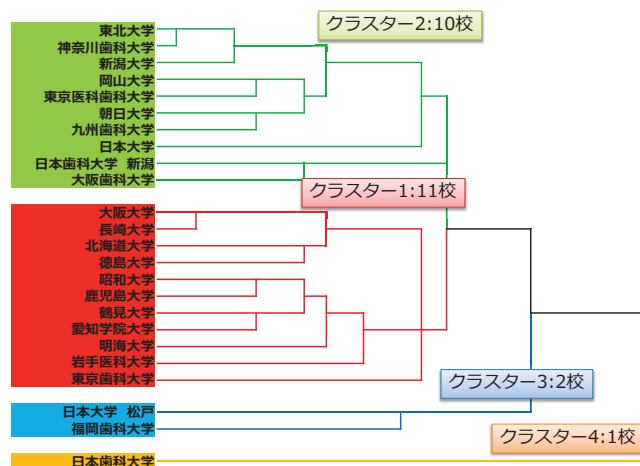 クラスター2:10校
東北大学
神奈川歯科大学
新潟大学
岡山大学
東京医科歯科大学
朝日大学
九州歯科大学
日本大学
日本歯科大学 新潟
大阪歯科大学
クラスター1:11校
大阪大学
長崎大学
北海道大学
徳島大学
昭和大学
鹿児島大学
鶴見大学
愛知学院大学
明海大学
岩手医科大学
東京歯科大学
クラスター3:2校
日本大学 松戸
福岡歯科大学
クラスター4:1校
日本歯科大学